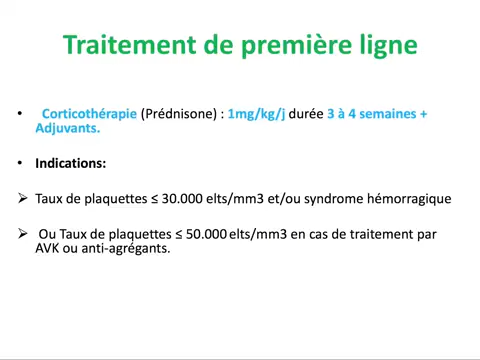 Traitement de première ligne
• Corticothérapie (Prédnisone) : 1mg/kg/j durée 3 à 4 semaines +
Adjuvants.
• Indications:
➢ Taux de plaquettes ≤ 30.000 elts/mm3 et/ou syndrome hémorragique
➢ Ou Taux de plaquettes ≤ 50.000 elts/mm3 en cas de traitement par
AVK ou anti-agrégants.